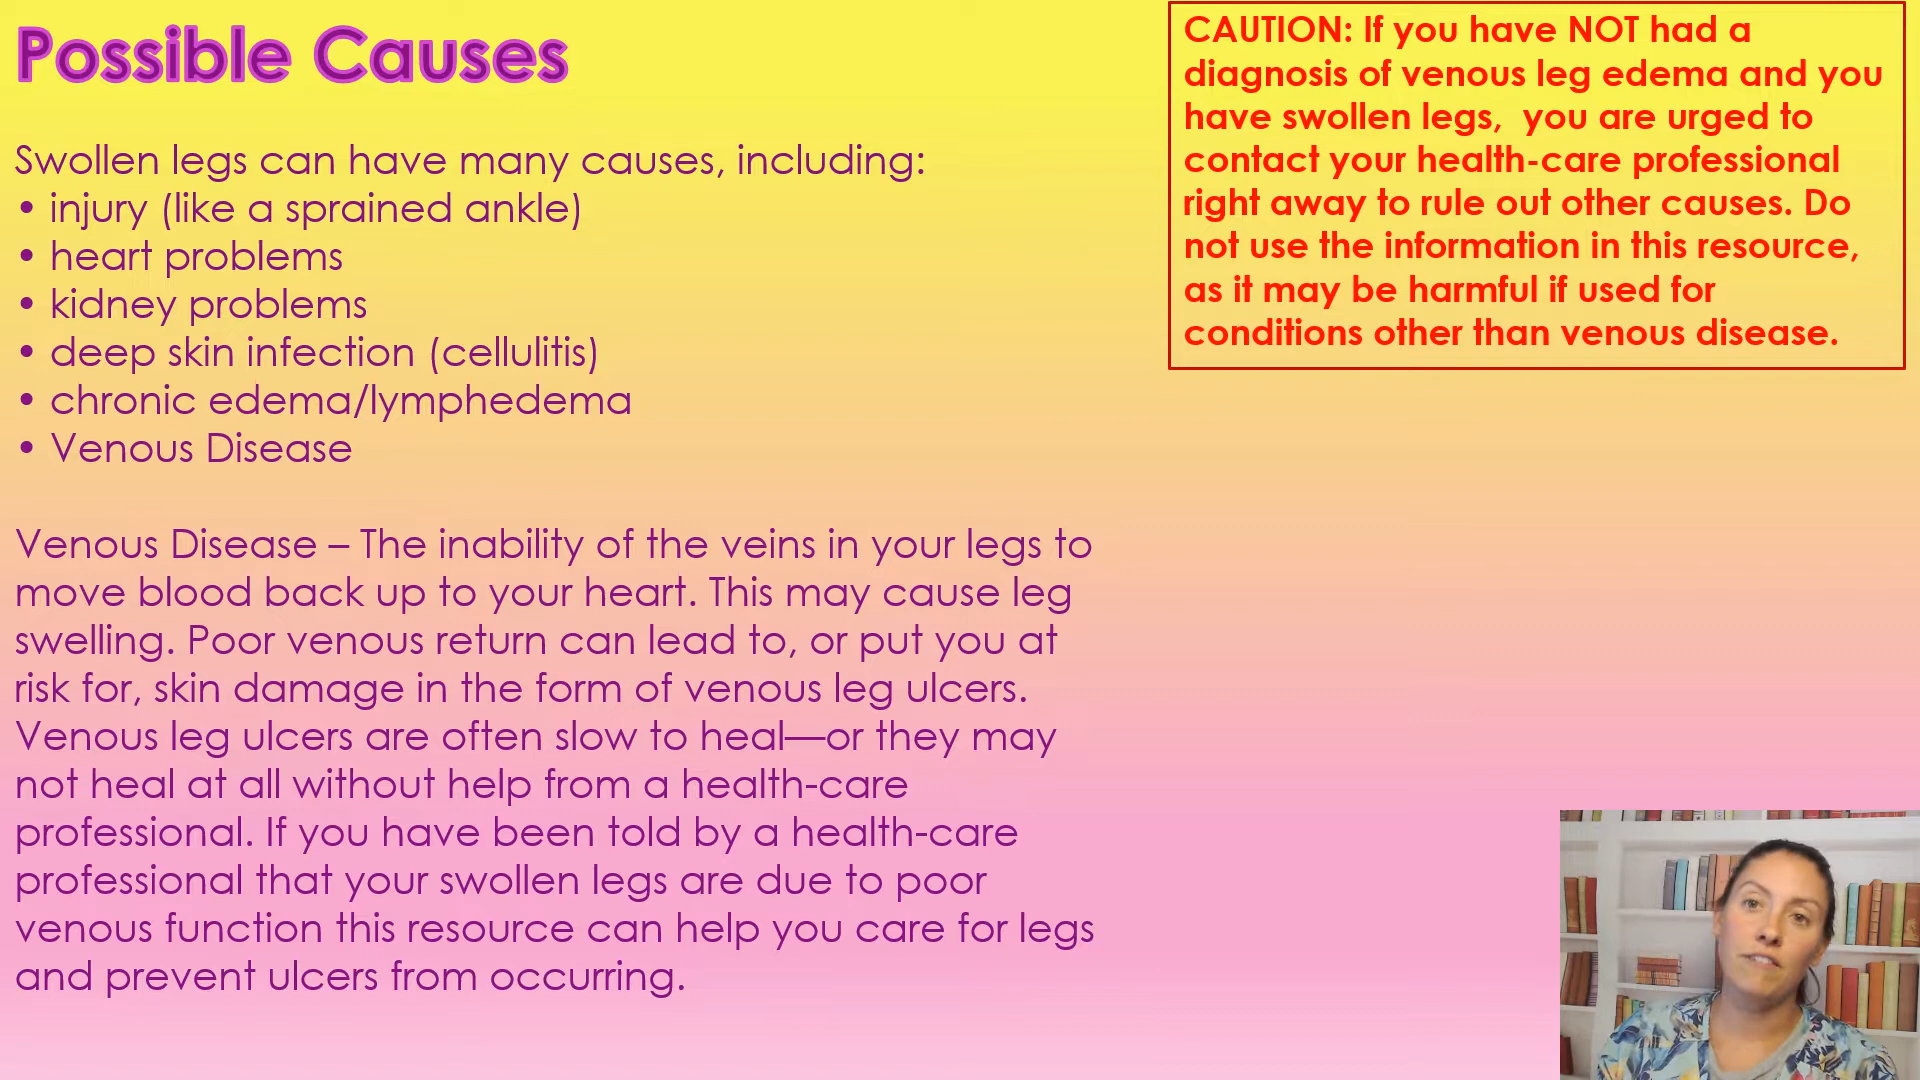 Possible Causes
Swollen legs can have many causes, including:
• injury (like a sprained ankle)
• heart problems
• kidney problems
• deep skin infection (cellulitis)
• chronic edema/lymphedema
• Venous Disease
Venous Disease – The inability of the veins in your legs to
move blood back up to your heart. This may cause leg
swelling. Poor venous return can lead to, or put you at
risk for, skin damage in the form of venous leg ulcers.
Venous leg ulcers are often slow to heal—or they may
not heal at all without help from a health-care
professional. If you have been told by a health-care
professional that your swollen legs are due to poor
venous function this resource can help you care for legs
and prevent ulcers from occurring.
CAUTION: If you have NOT had a
diagnosis of venous leg edema and you
have swollen legs,  you are urged to
contact your health-care professional
right away to rule out other causes. Do
not use the information in this resource,
as it may be harmful if used for
conditions other than venous disease.